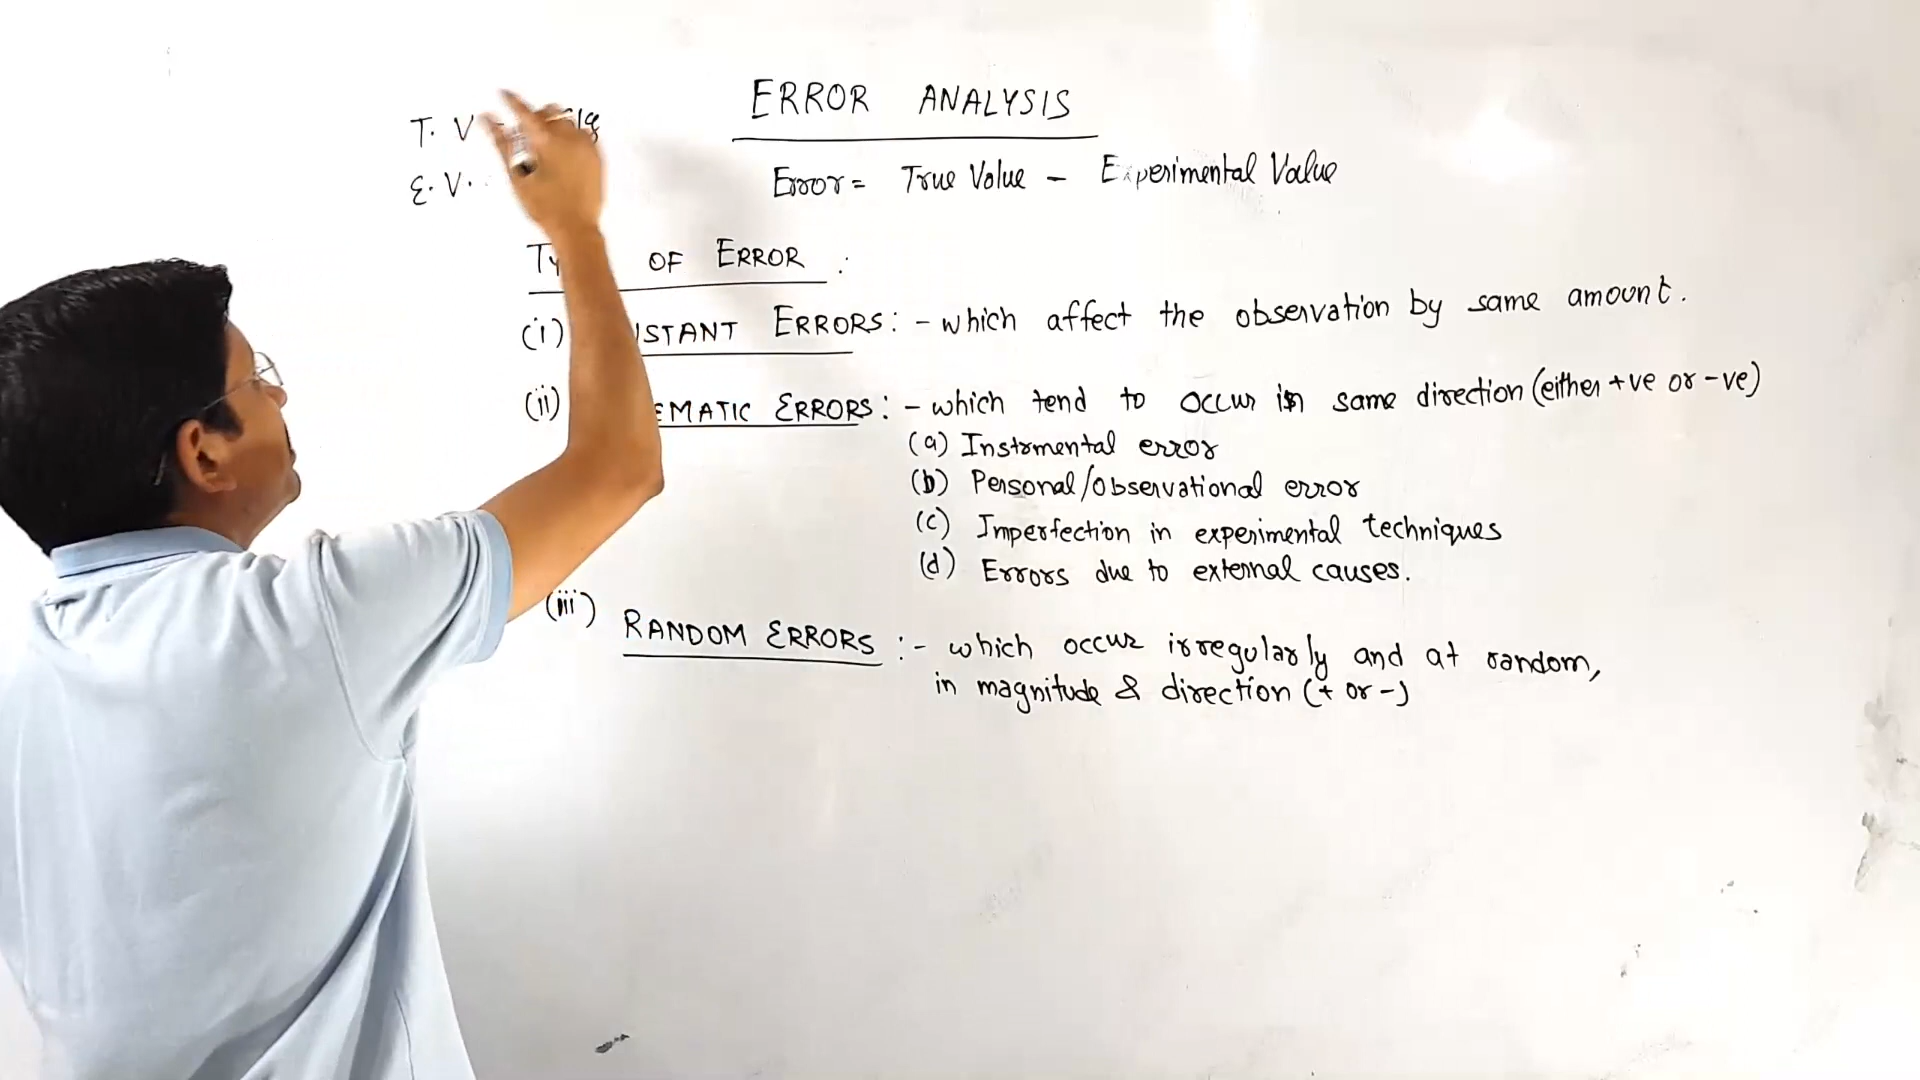 ERROR ANALYSIS
T. V
E. V.
Error = True Value - Experimental Value
OF ERROR :
(i) STANT ERRORS : - which affect the observation by same amount.
(ii) EMATIC ERRORS : - which tend to occur in same direction (either +ve or -ve)
(a) Instrmental error
(b) Personal/observational error
(c) Imperfection in experimental techniques
(d) Errors due to external causes.
(iii) RANDOM ERRORS :- which occur irregularly and at random,
in magnitude & direction (+ or -)